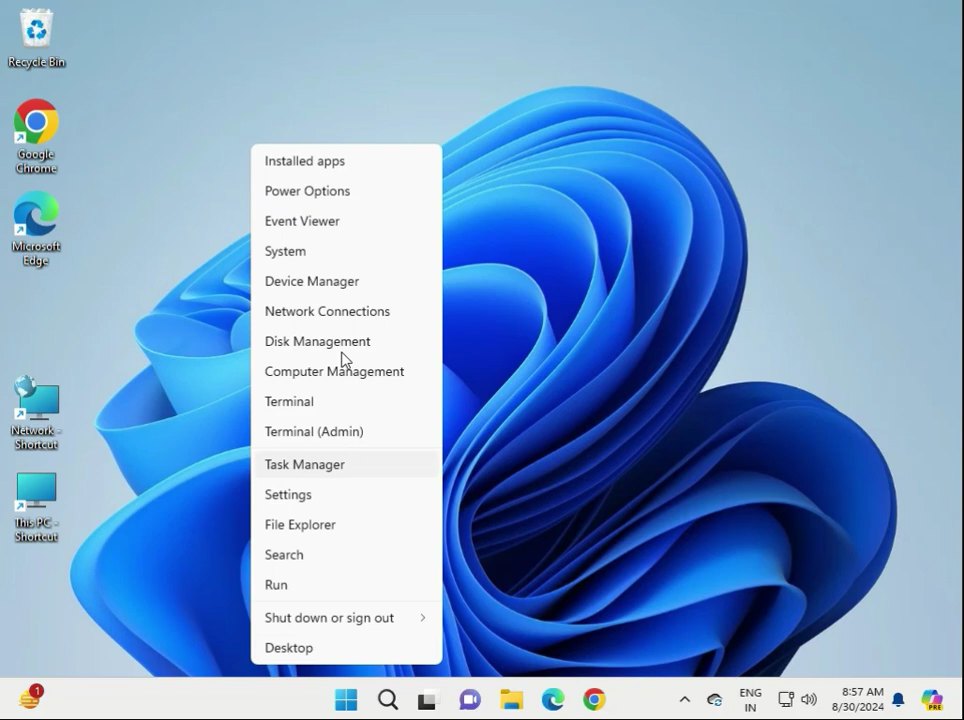 Recycle Bin
Google
Chrome
Microsoft
Edge
Network -
Shortcut
This PC -
Shortcut
Installed apps
Power Options
Event Viewer
System
Device Manager
Network Connections
Disk Management
Computer Management
Terminal
Terminal (Admin)
Task Manager
Settings
File Explorer
Search
Run
Shut down or sign out
Desktop
1
ENG
IN
8:57 AM
8/30/2024
PRE